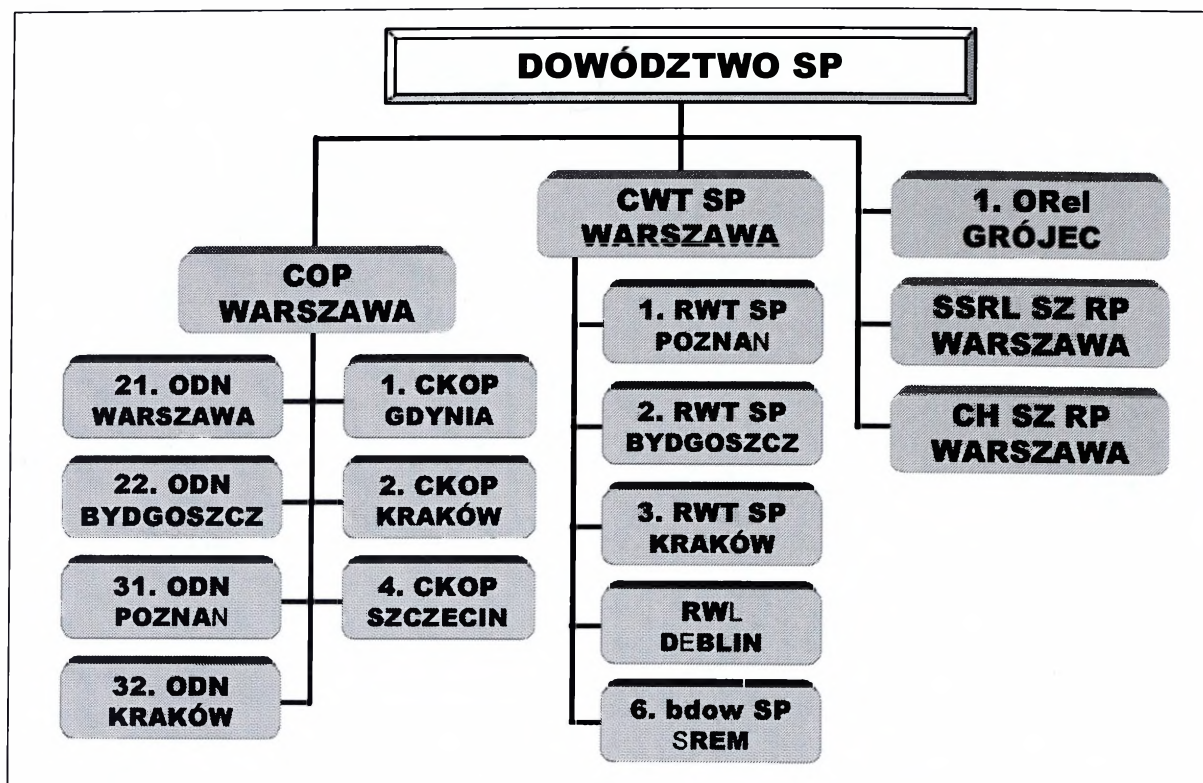 DOWÓDZTWO SP
COP
WARSZAWA
21. ODN
WARSZAWA
1. CKOP
GDYNIA
22. ODN
BYDGOSZCZ
2. CKOP
KRAKÓW
31. ODN
POZNAN
4. CKOP
SZCZECIN
32. ODN
KRAKÓW
CWT SP
WARSZAWA
1. RWT SP
POZNAN
2. RWT SP
BYDGOSZCZ
3. RWT SP
KRAKÓW
RWL
DEBLIN
6. bdow SP
SREM
1. ORel
GRÓJEC
SSRL SZ RP
WARSZAWA
CH SZ RP
WARSZAWA